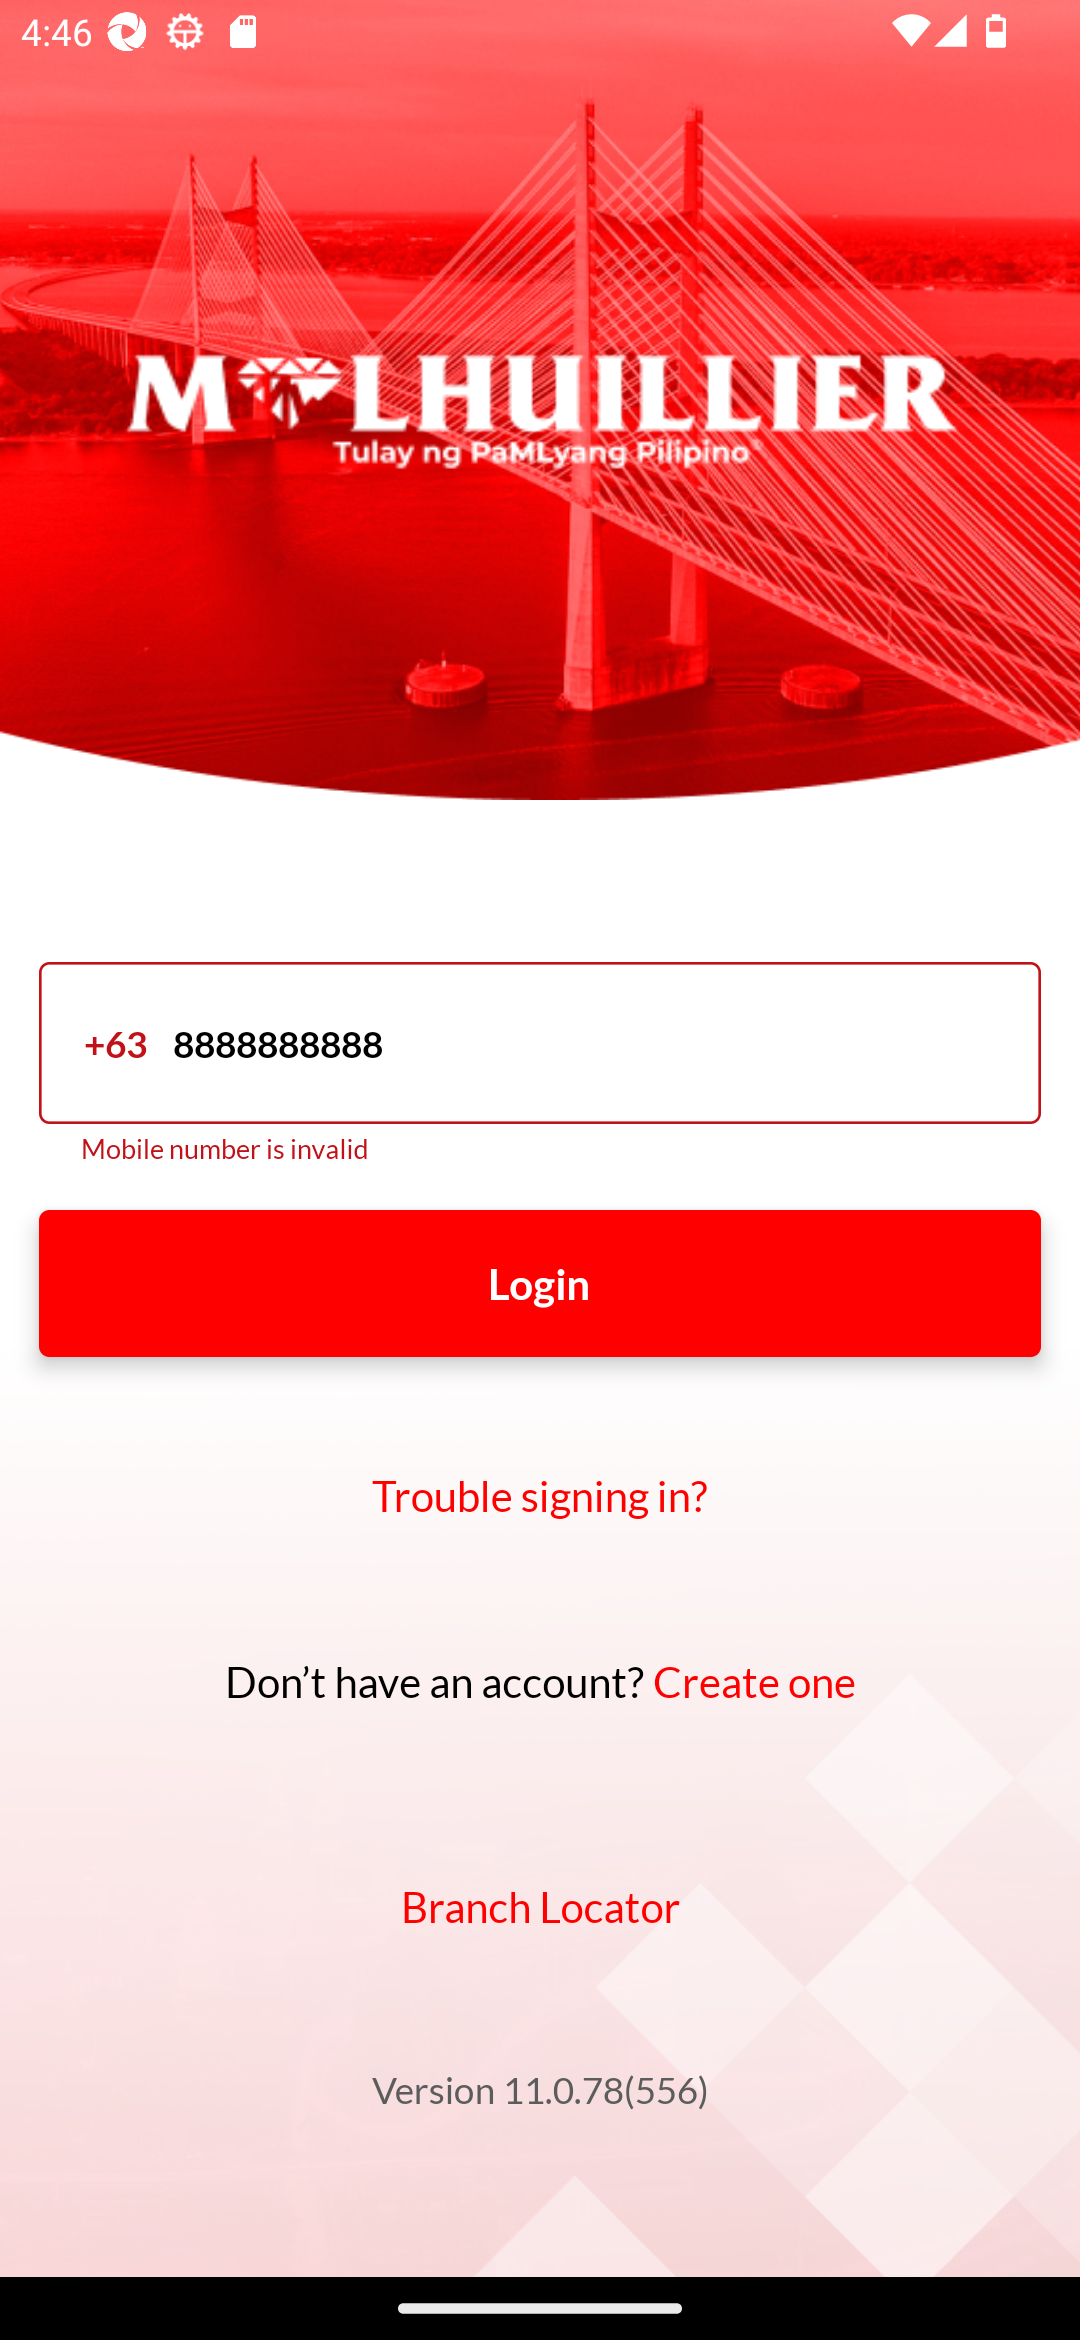 4:46
M LHUILLIER
Tulay ng PaMLyang Pilipino
+63 8888888888
Mobile number is invalid
Login
Trouble signing in?
Don’t have an account? Create one
Branch Locator
Version 11.0.78(556)